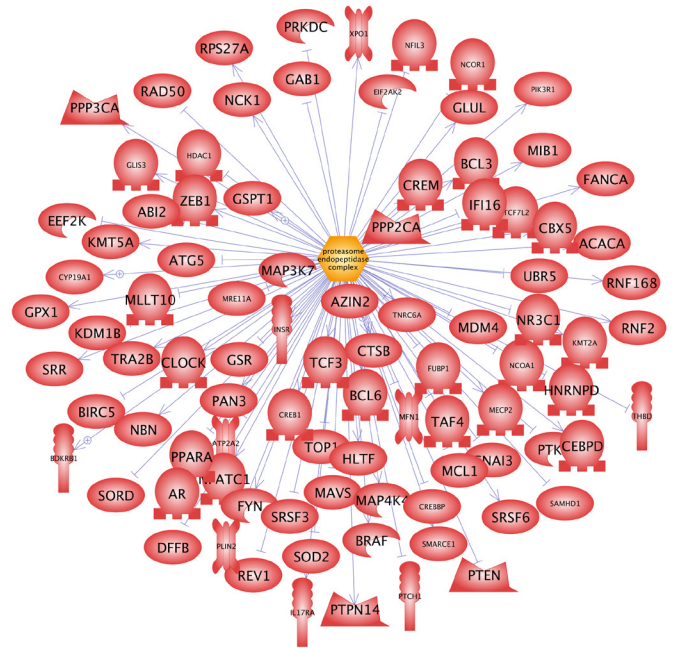 PRKDC
XPO1
RPS27A
NFIL3
NCOR1
GAB1
EIF2AK2
PIK3R1
RAD50
NCK1
GLUL
PPP3CA
HDAC1
GLIS3
BCL3
MIB1
CREM
FANCA
ABI2
ZEB1
GSPT1
IFI16
TCF7L2
EEF2K
PPP2CA
CBX5
KMT5A
ACACA
proteasome
endopeptidase
complex
ATG5
MAP3K7
UBR5
CYP19A1
RNF168
MLLT10
MRE11A
AZIN2
GPX1
TNRC6A
INSR
MDM4
NR3C1
RNF2
KDM1B
KMT2A
TRA2B
CLOCK
GSR
TCF3
CTSB
SRR
FUBP1
NCOA1
HNRNPD
PAN3
BCL6
BIRC5
CREB1
MFN1
MECP2
THBD
NBN
TAF4
ATP2A2
TOP1
BDKRB1
PPARA
HLTF
PTK
CEBPD
MCL1
SORD
AR
MAVS
MAP4K4
FYN
CREBBP
SAMHD1
SRSF3
SRSF6
DFFB
BRAF
PLIN2
SOD2
SMARCE1
REV1
PTEN
PTCH1
IL17RA
PTPN14